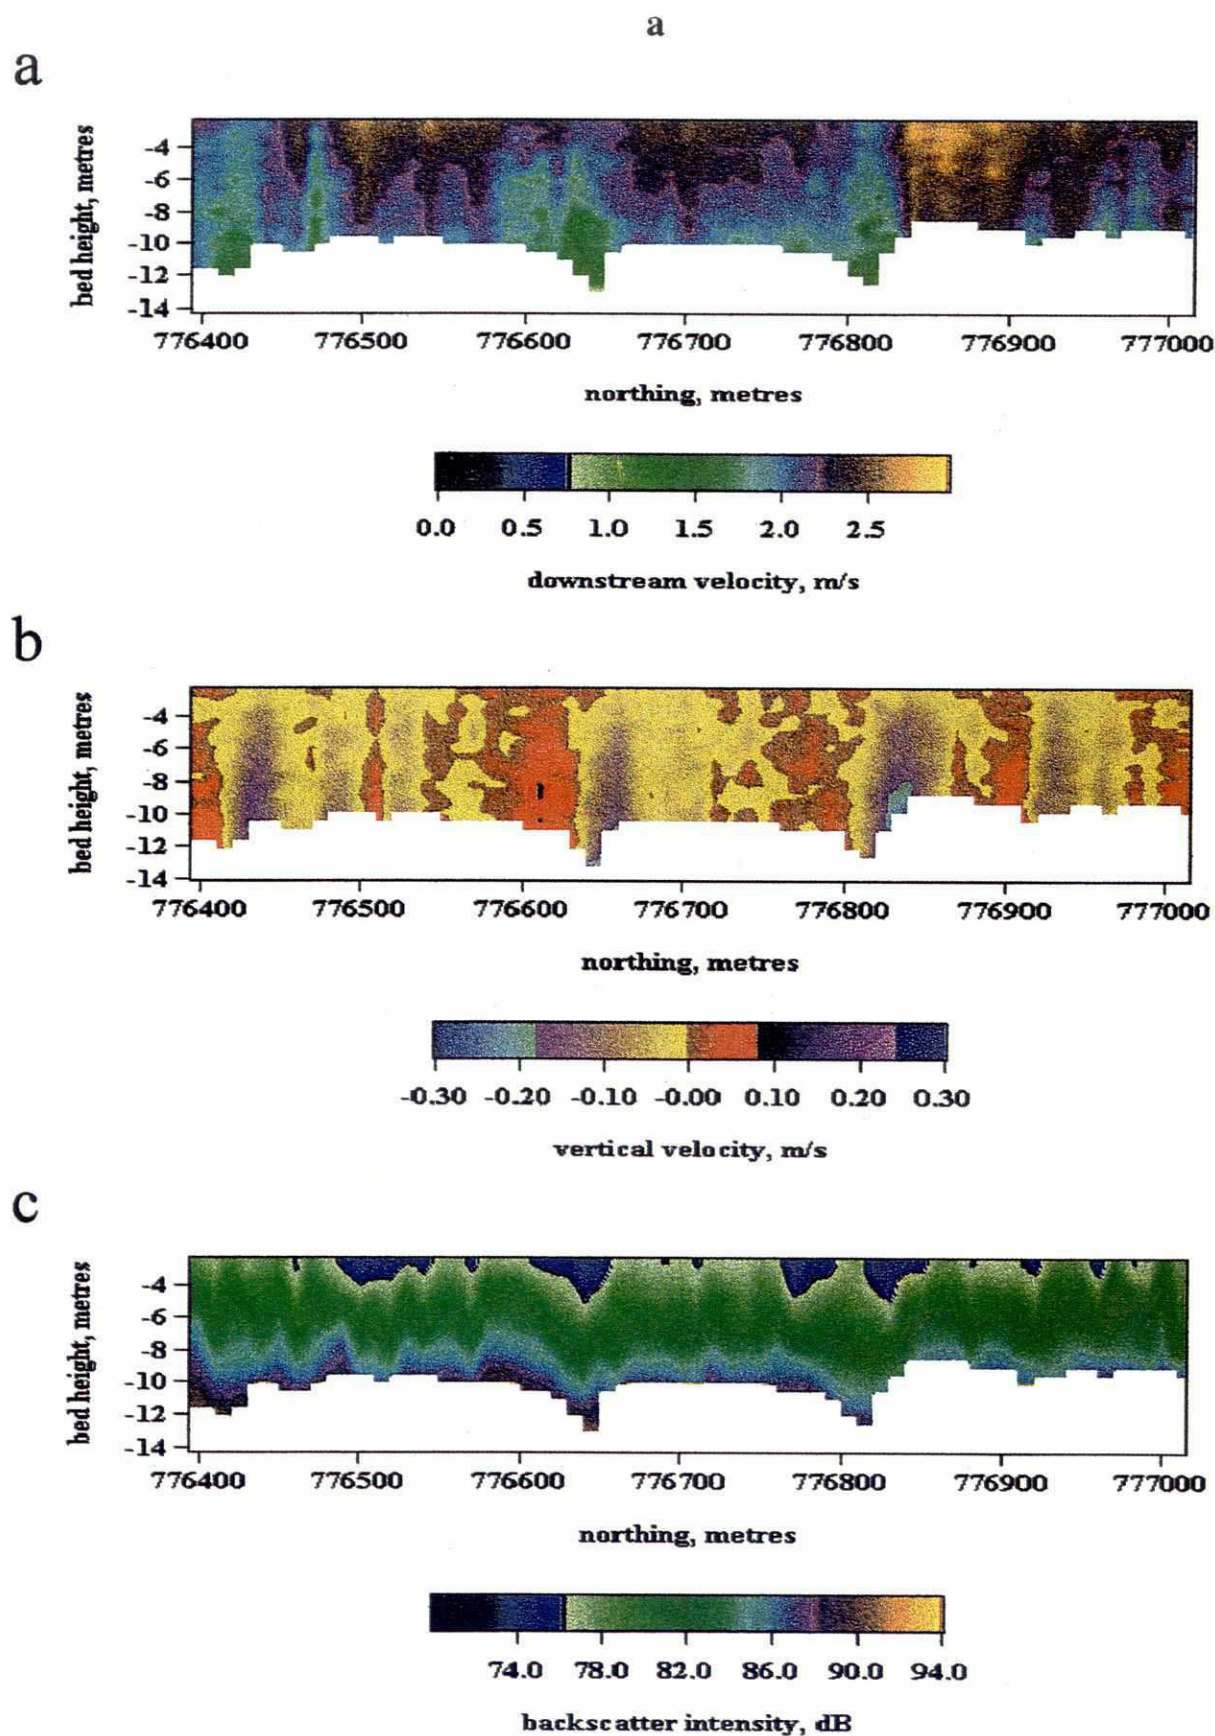 a
a
bed height, metres
-4
-6
-8
-10
-12
-14
776400 776500 776600 776700 776800 776900 777000
northing, metres
0.0 0.5 1.0 1.5 2.0 2.5
downstream velocity, m/s
b
bed height, metres
-4
-6
-8
-10
-12
-14
776400 776500 776600 776700 776800 776900 777000
northing, metres
-0.30 -0.20 -0.10 -0.00 0.10 0.20 0.30
vertical velocity, m/s
c
bed height, metres
-4
-6
-8
-10
-12
-14
776400 776500 776600 776700 776800 776900 777000
northing, metres
74.0 78.0 82.0 86.0 90.0 94.0
backscatter intensity, dB